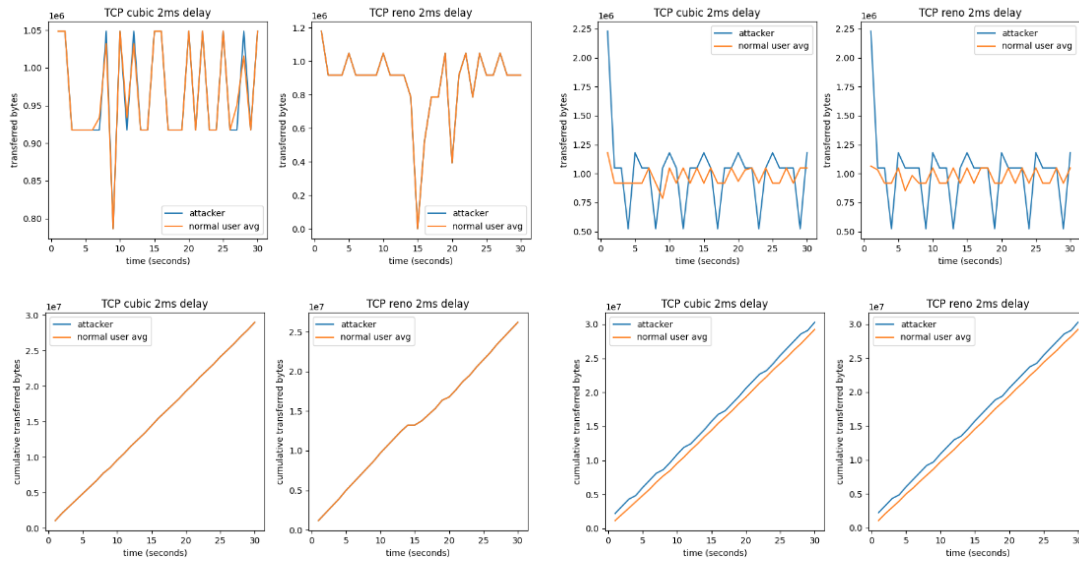 TCP cubic 2ms delay
1e6
transferred bytes
1.05
1.00
0.95
0.90
0.85
0.80
attacker
normal user avg
0
5
10
15
20
25
30
time (seconds)
TCP reno 2ms delay
1e6
transferred bytes
1.2
1.0
0.8
0.6
0.4
0.2
0.0
attacker
normal user avg
0
5
10
15
20
25
30
time (seconds)
TCP cubic 2ms delay
1e6
transferred bytes
2.25
2.00
1.75
1.50
1.25
1.00
0.75
0.50
attacker
normal user avg
0
5
10
15
20
25
30
time (seconds)
TCP reno 2ms delay
1e6
transferred bytes
2.25
2.00
1.75
1.50
1.25
1.00
0.75
0.50
attacker
normal user avg
0
5
10
15
20
25
30
time (seconds)
TCP cubic 2ms delay
1e7
cumulative transferred bytes
3.0
2.5
2.0
1.5
1.0
0.5
0.0
attacker
normal user avg
0
5
10
15
20
25
30
time (seconds)
TCP reno 2ms delay
1e7
cumulative transferred bytes
2.5
2.0
1.5
1.0
0.5
0.0
attacker
normal user avg
0
5
10
15
20
25
30
time (seconds)
TCP cubic 2ms delay
1e7
cumulative transferred bytes
3.0
2.5
2.0
1.5
1.0
0.5
0.0
attacker
normal user avg
0
5
10
15
20
25
30
time (seconds)
TCP reno 2ms delay
1e7
cumulative transferred bytes
3.0
2.5
2.0
1.5
1.0
0.5
0.0
attacker
normal user avg
0
5
10
15
20
25
30
time (seconds)